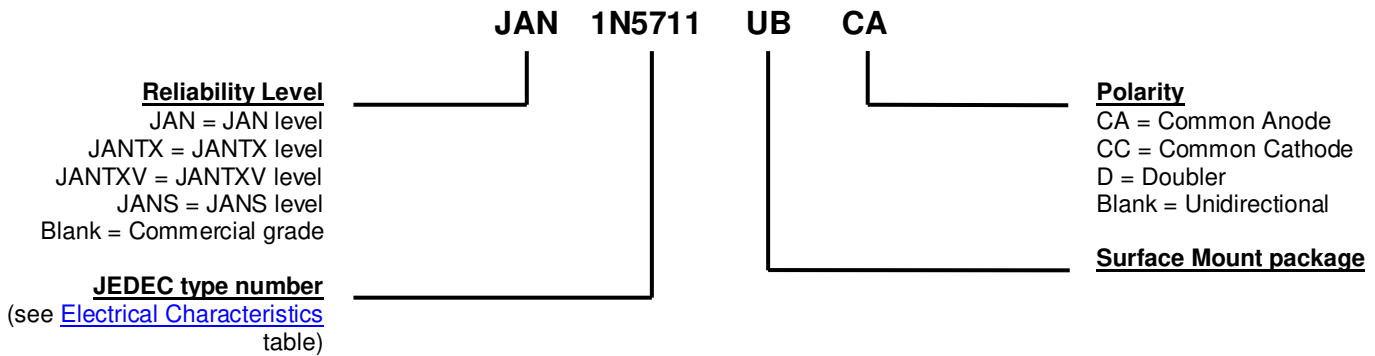 JAN 1N5711 UB CA
Reliability Level
JAN = JAN level
JANTX = JANTX level
JANTXV = JANTXV level
JANS = JANS level
Blank = Commercial grade
JEDEC type number
(see Electrical Characteristics
table)
Polarity
CA = Common Anode
CC = Common Cathode
D = Doubler
Blank = Unidirectional
Surface Mount package